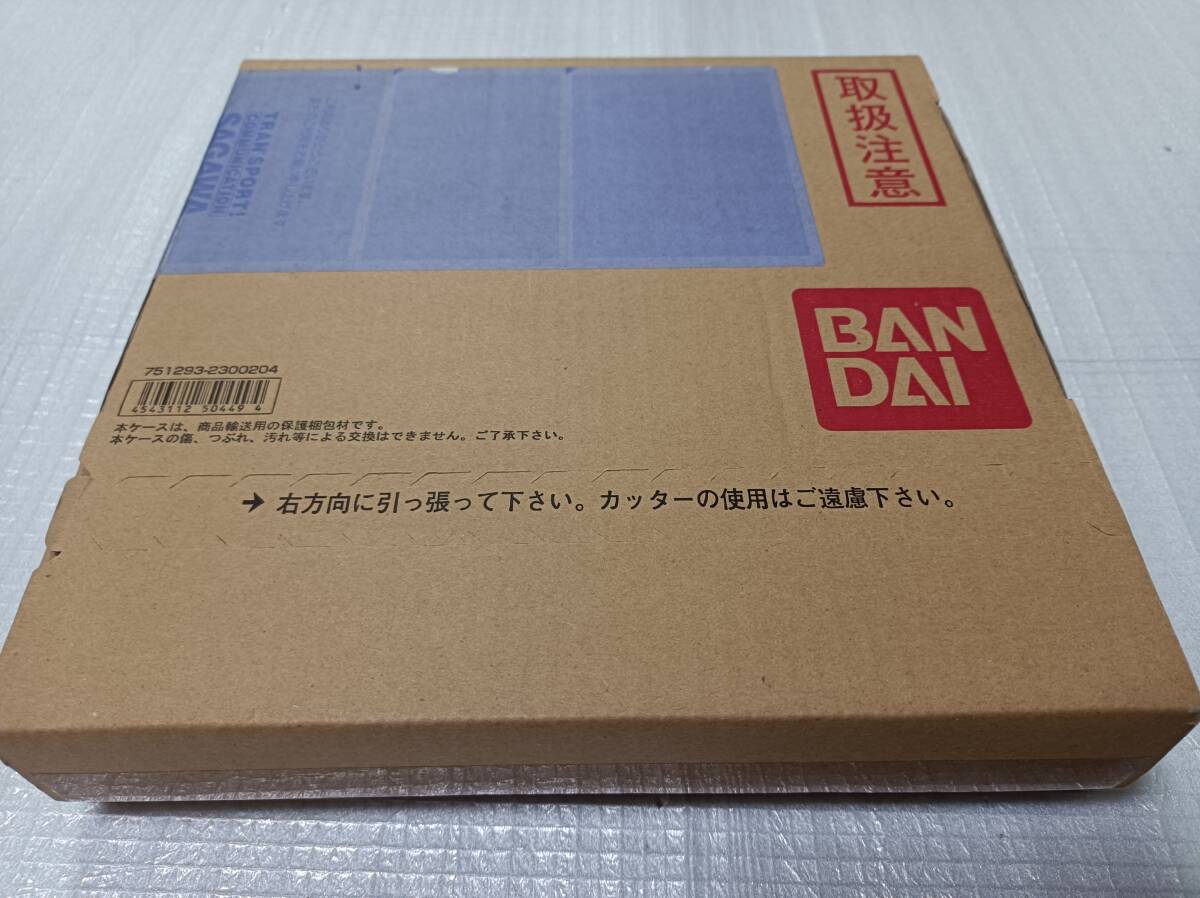 取扱注意
TRANSPORT!
COMMUNICATION!
SAGAWA
BAN
DAI
751293-2300204
4543112 50449 4
本ケースは、商品輸送用の保護梱包材です。
本ケースの傷、つぶれ、汚れ等による交換はできません。ご了承下さい。
→ 右方向に引っ張って下さい。カッターの使用はご遠慮下さい。